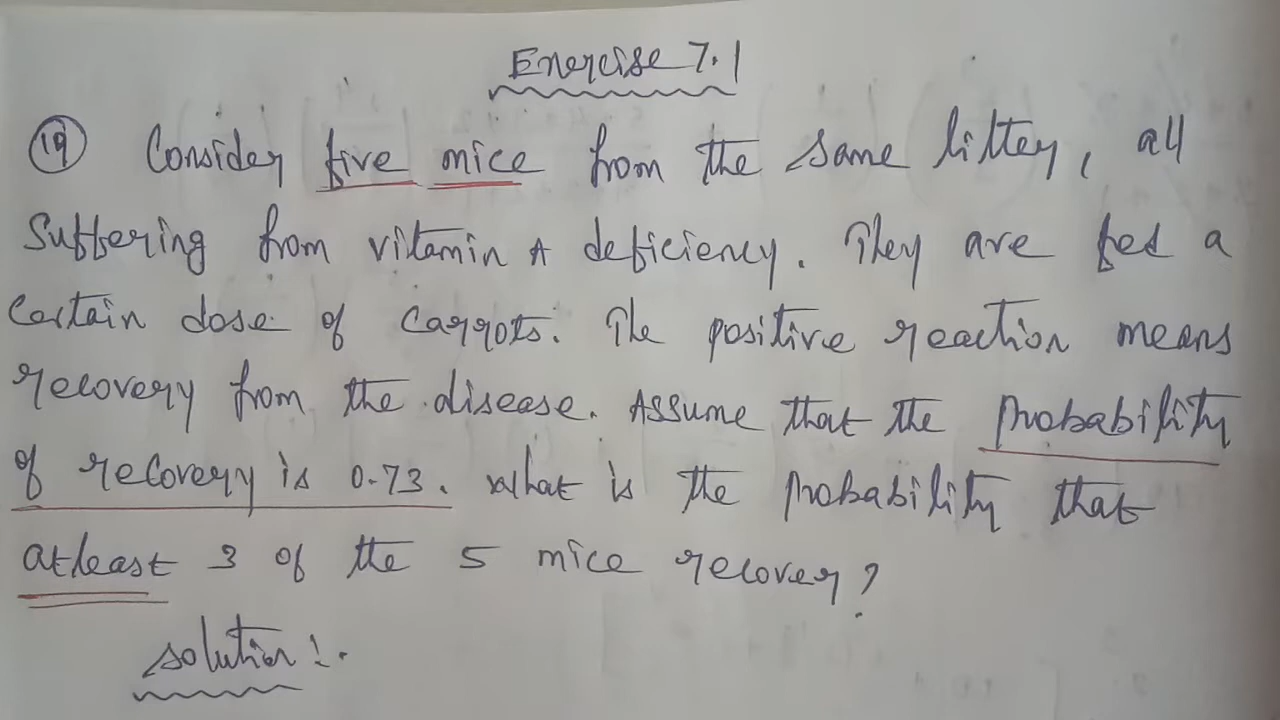 Exercise 7.1
19 Consider five mice from the same litter, all
suffering from vitamin A deficiency. They are fed a
certain dose of carrots. The positive reaction means
recovery from the disease. Assume that the probability
of recovery is 0.73. What is the probability that
atleast 3 of the 5 mice recover?
Solution:.